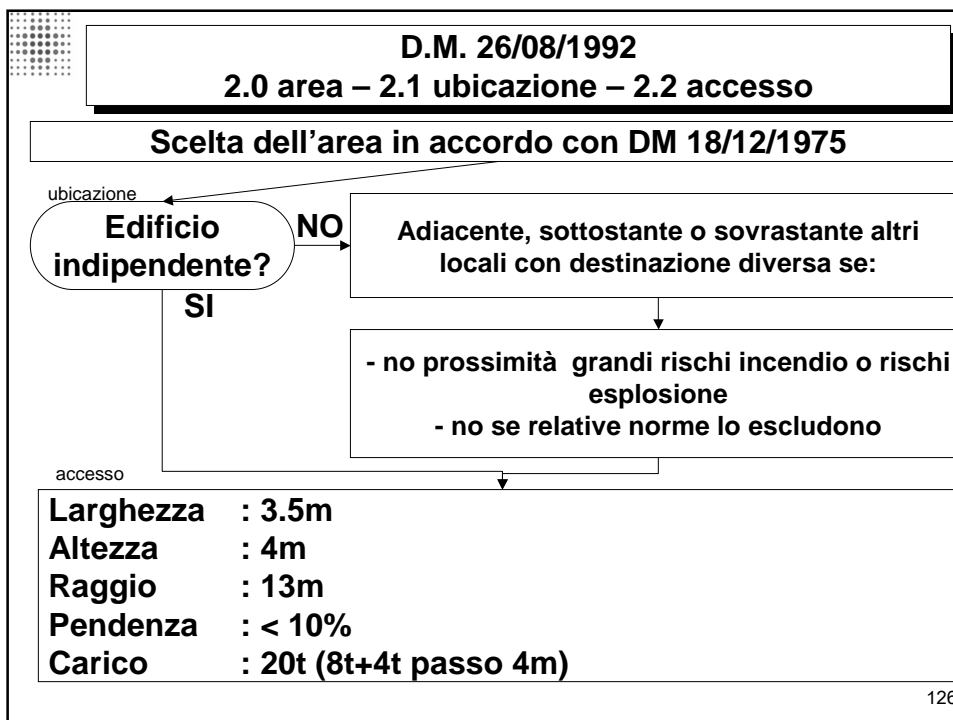 D.M. 26/08/1992
2.0 area – 2.1 ubicazione – 2.2 accesso
Scelta dell'area in accordo con DM 18/12/1975
ubicazione
Edificio
indipendente?
NO
SI
Adiacente, sottostante o sovrastante altri
locali con destinazione diversa se:
- no prossimità grandi rischi incendio o rischi
esplosione
- no se relative norme lo escludono
accesso
Larghezza : 3.5m
Altezza : 4m
Raggio : 13m
Pendenza : < 10%
Carico : 20t (8t+4t passo 4m)
126